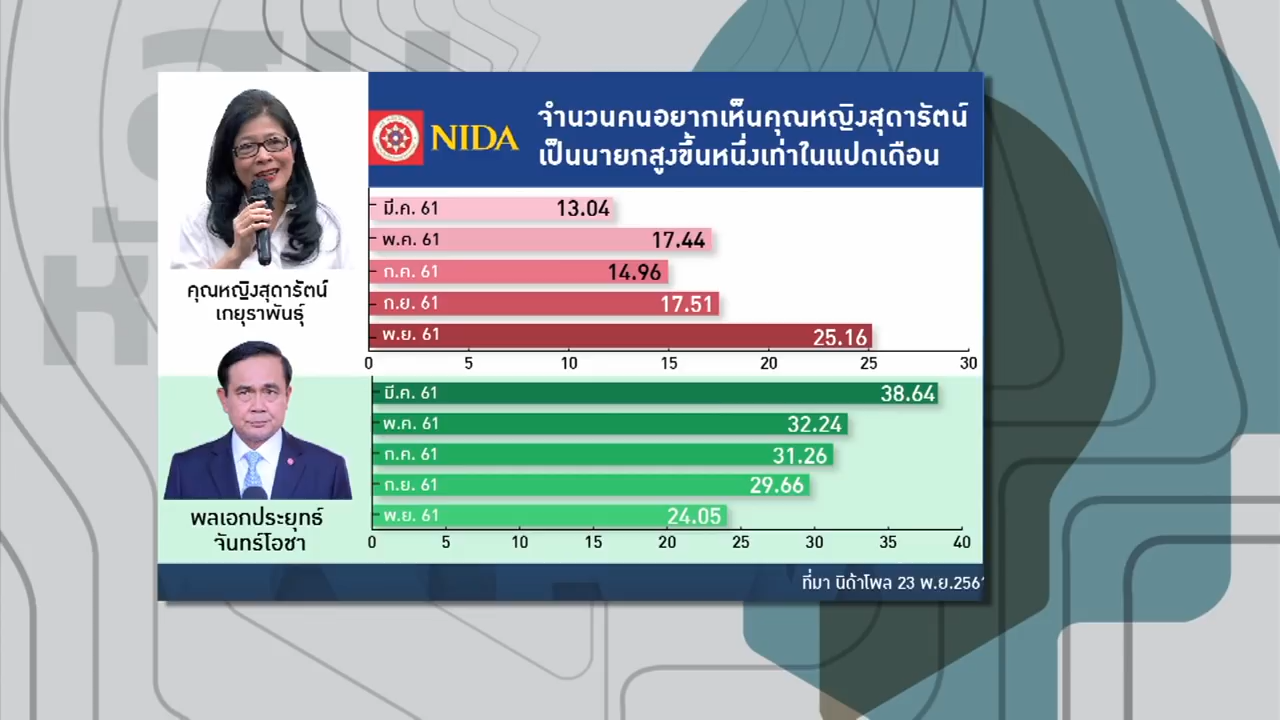 NIDA
จำนวนคนอยากเห็นคุณหญิงสุดารัตน์
เป็นนายกสูงขึ้นหนึ่งเท่าในแปดเดือน
คุณหญิงสุดารัตน์
เกยุราพันธุ์
มี.ค. 61 13.04
พ.ค. 61 17.44
ก.ค. 61 14.96
ก.ย. 61 17.51
พ.ย. 61 25.16
0 5 10 15 20 25 30
พลเอกประยุทธ์
จันทร์โอชา
มี.ค. 61 38.64
พ.ค. 61 32.24
ก.ค. 61 31.26
ก.ย. 61 29.66
พ.ย. 61 24.05
0 5 10 15 20 25 30 35 40
ที่มา นิด้าโพล 23 พ.ย.2561